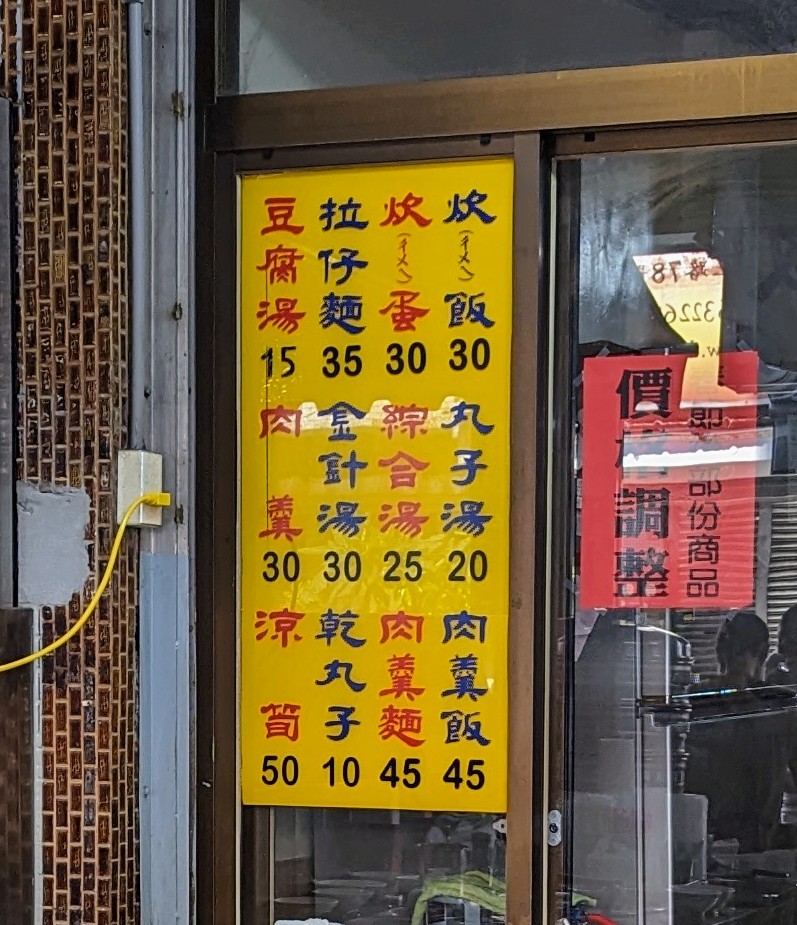 炊(ㄔㄨㄟ)飯
30
炊(ㄔㄨㄟ)蛋
30
拉仔麵
35
豆腐湯
15
丸子湯
20
綜合湯
25
金針湯
30
肉羹
30
肉羹飯
45
肉羹麵
45
乾丸子
10
涼筍
50
即 部份商品
價格調整